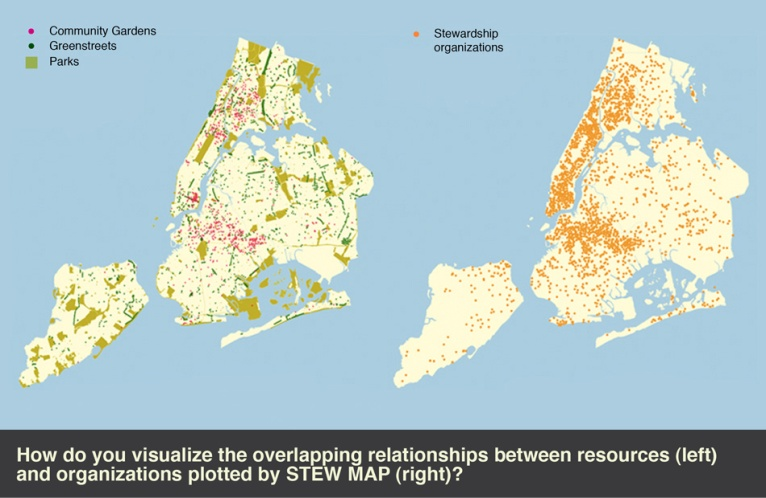 Community Gardens
Greenstreets
Parks
Stewardship
organizations
How do you visualize the overlapping relationships between resources (left)
and organizations plotted by STEW MAP (right)?